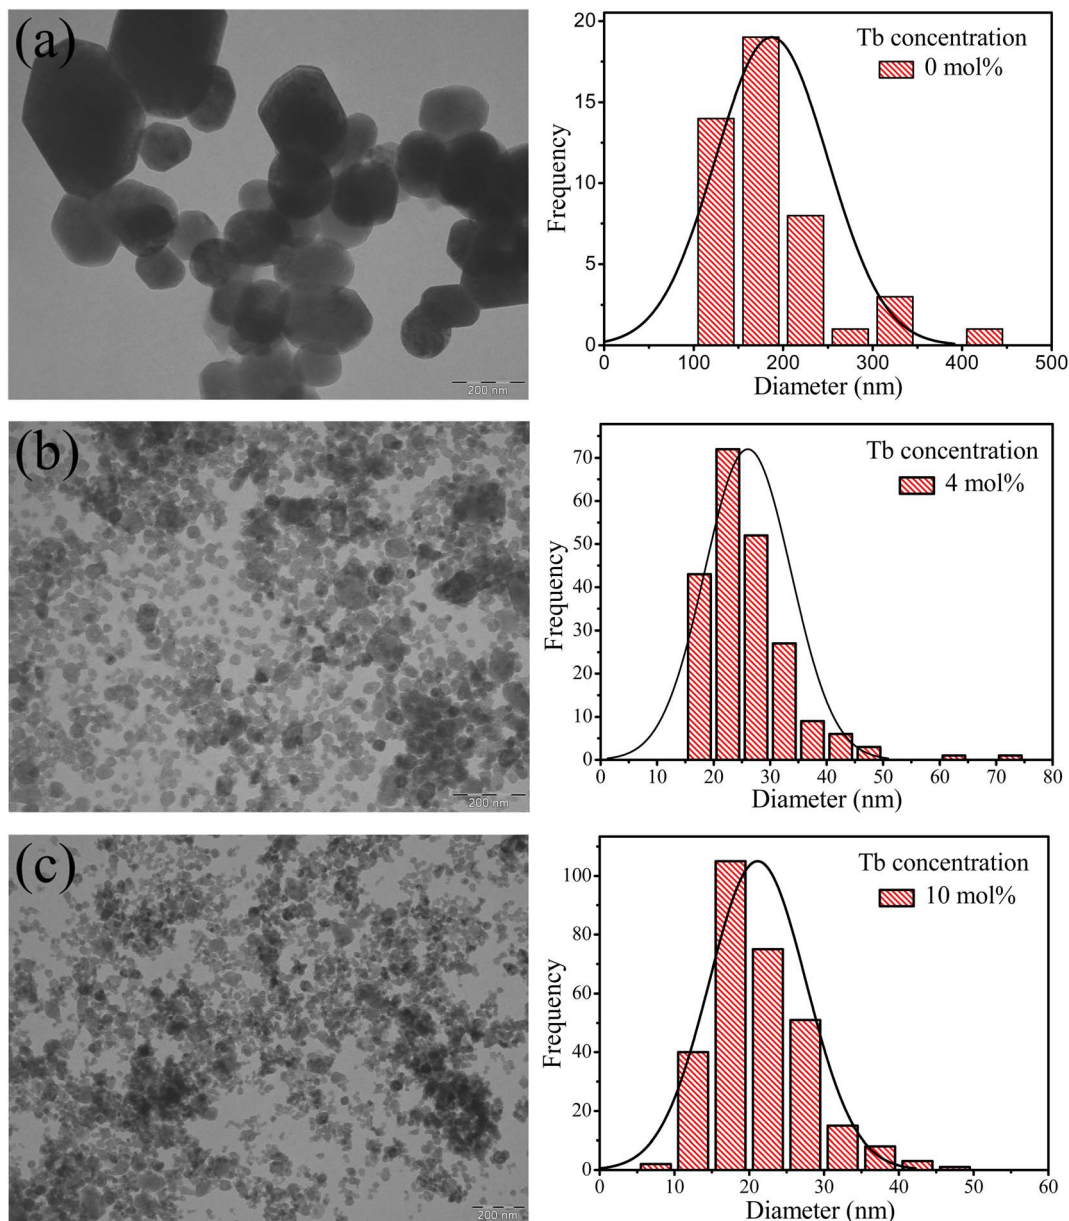 (a)
200 nm
Tb concentration
0 mol%
Frequency
20
15
10
5
0
0 100 200 300 400 500
Diameter (nm)
(b)
200 nm
Tb concentration
4 mol%
Frequency
70
60
50
40
30
20
10
0
0 10 20 30 40 50 60 70 80
Diameter (nm)
(c)
200 nm
Tb concentration
10 mol%
Frequency
100
80
60
40
20
0
0 10 20 30 40 50 60
Diameter (nm)